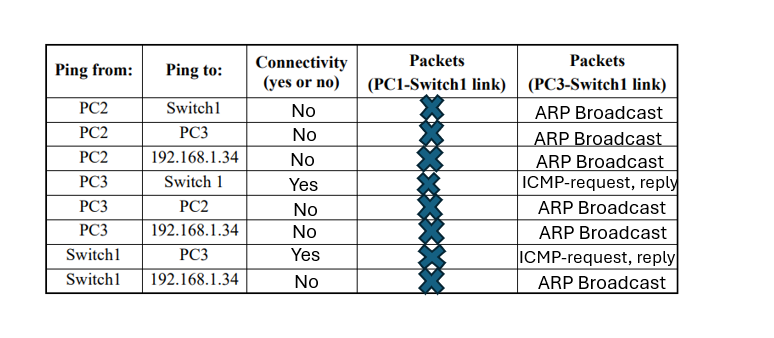 Ping from: Ping to: Connectivity (yes or no) Packets (PC1-Switch1 link) Packets (PC3-Switch1 link)
PC2 Switch1 No ARP Broadcast
PC2 PC3 No ARP Broadcast
PC2 192.168.1.34 No ARP Broadcast
PC3 Switch 1 Yes ICMP-request, reply
PC3 PC2 No ARP Broadcast
PC3 192.168.1.34 No ARP Broadcast
Switch1 PC3 Yes ICMP-request, reply
Switch1 192.168.1.34 No ARP Broadcast